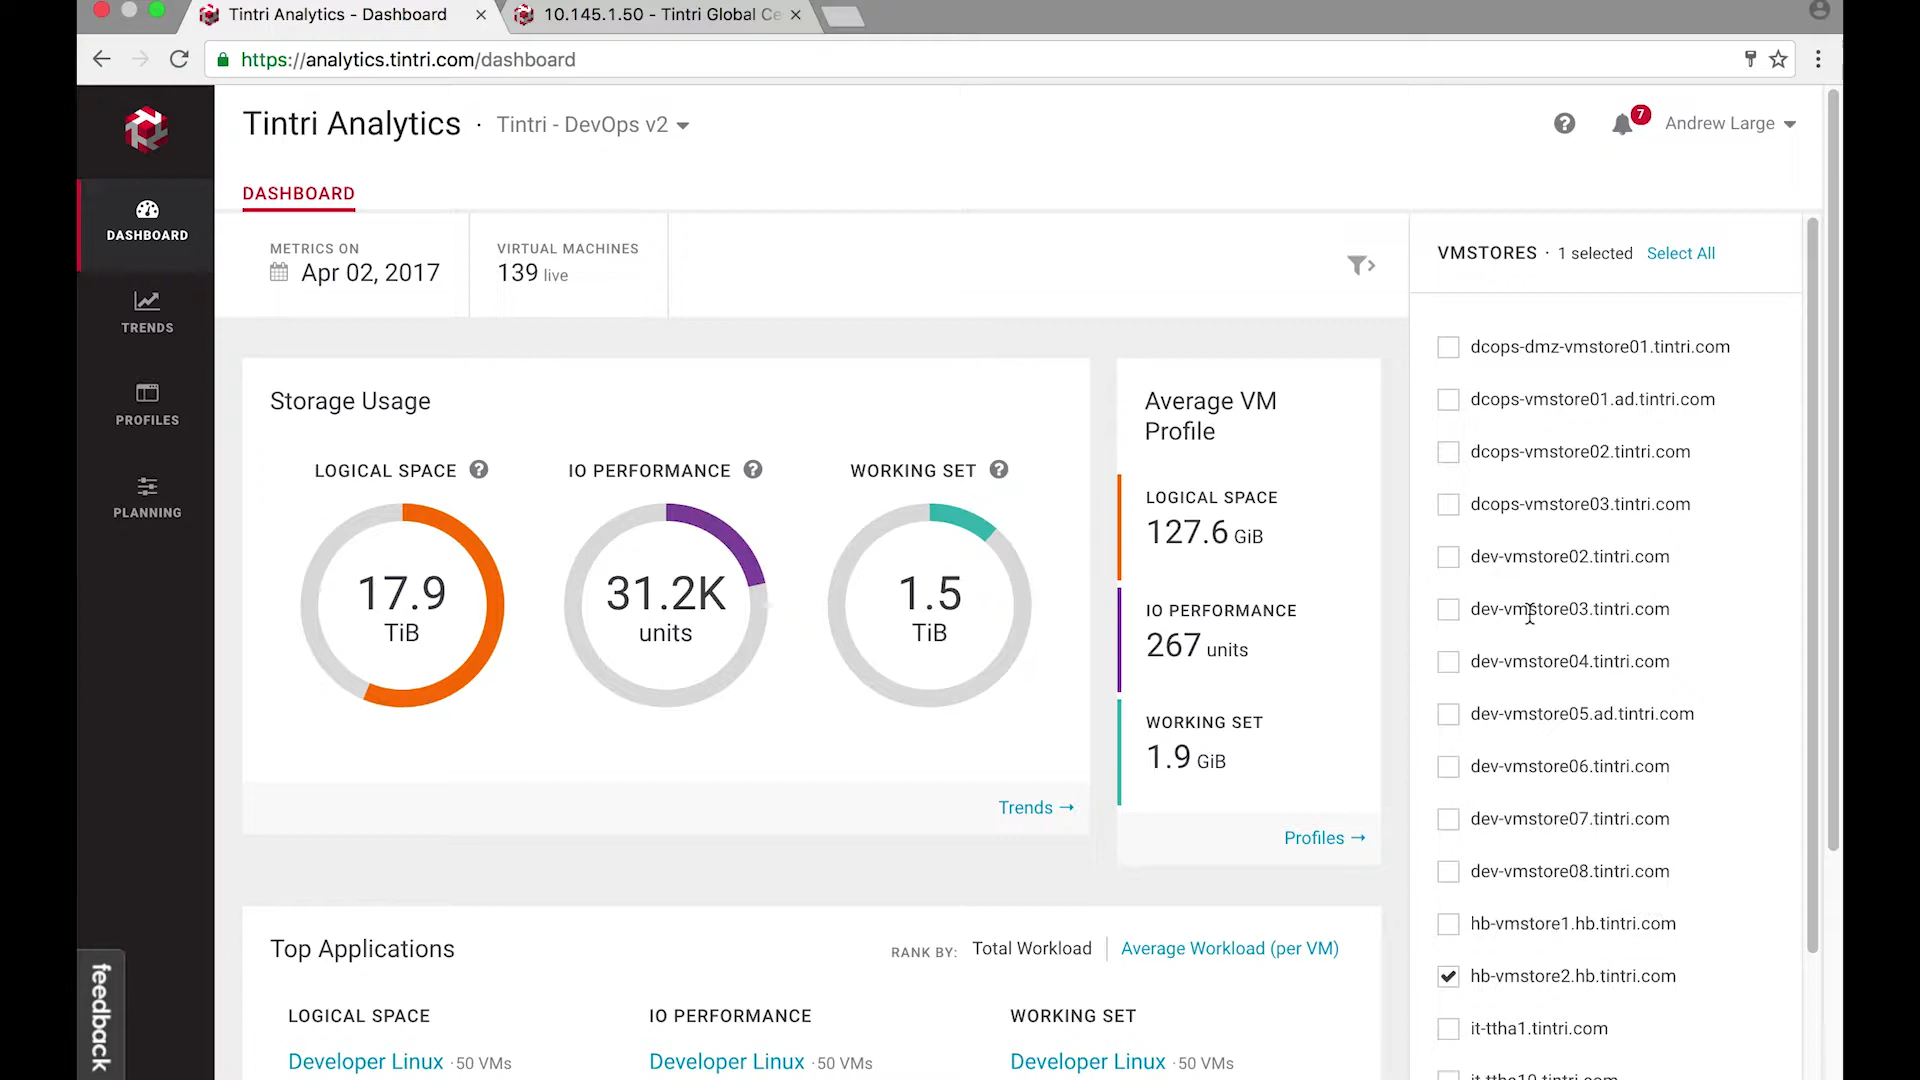 Tintri Analytics - Dashboard
10.145.1.50 - Tintri Global Ce
https://analytics.tintri.com/dashboard
Tintri Analytics · Tintri - DevOps v2
7
Andrew Large
DASHBOARD
TRENDS
PROFILES
PLANNING
feedback
DASHBOARD
METRICS ON
Apr 02, 2017
VIRTUAL MACHINES
139 live
Storage Usage
LOGICAL SPACE ?
17.9
TiB
IO PERFORMANCE ?
31.2K
units
WORKING SET ?
1.5
TiB
Trends →
Average VM
Profile
LOGICAL SPACE
127.6 GiB
IO PERFORMANCE
267 units
WORKING SET
1.9 GiB
Profiles →
Top Applications
RANK BY: Total Workload | Average Workload (per VM)
LOGICAL SPACE
Developer Linux · 50 VMs
IO PERFORMANCE
Developer Linux · 50 VMs
WORKING SET
Developer Linux · 50 VMs
VMSTORES · 1 selected Select All
dcops-dmz-vmstore01.tintri.com
dcops-vmstore01.ad.tintri.com
dcops-vmstore02.tintri.com
dcops-vmstore03.tintri.com
dev-vmstore02.tintri.com
dev-vmstore03.tintri.com
dev-vmstore04.tintri.com
dev-vmstore05.ad.tintri.com
dev-vmstore06.tintri.com
dev-vmstore07.tintri.com
dev-vmstore08.tintri.com
hb-vmstore1.hb.tintri.com
hb-vmstore2.hb.tintri.com
it-ttha1.tintri.com
it-ttha10.tintri.com